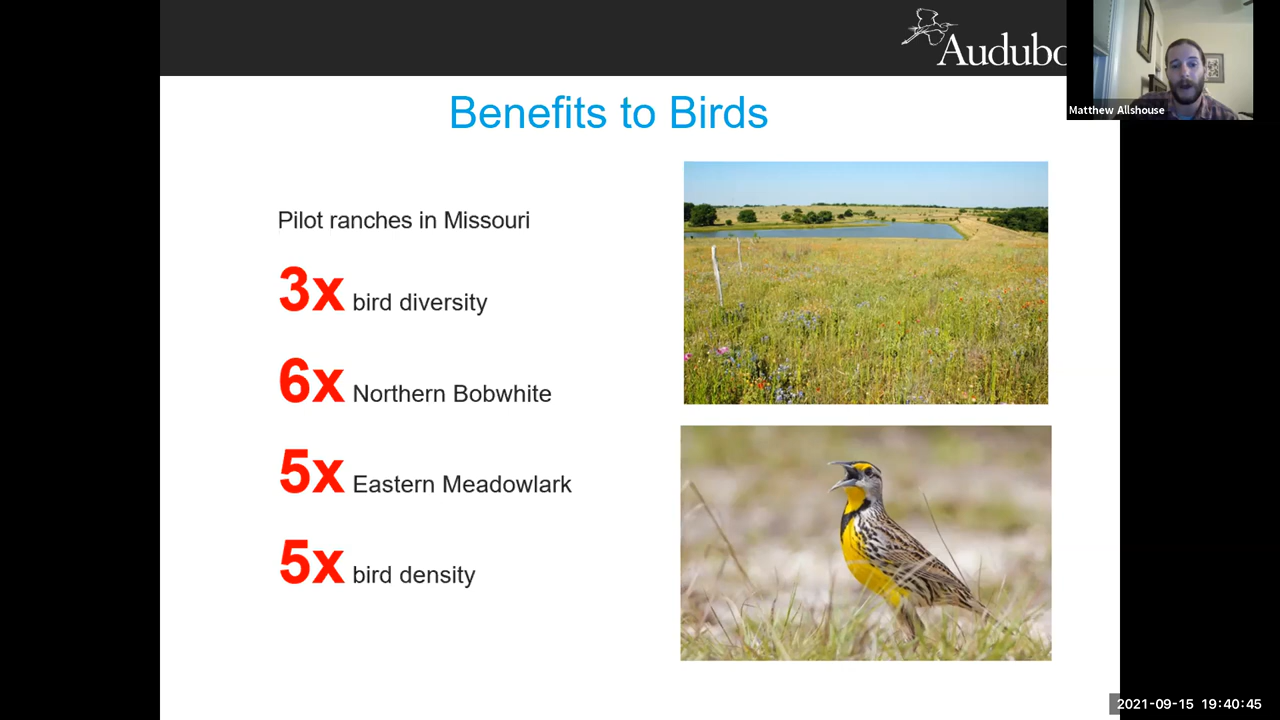 Audubo
Matthew Allshouse
Benefits to Birds
Pilot ranches in Missouri
3x bird diversity
6x Northern Bobwhite
5x Eastern Meadowlark
5x bird density
2021-09-15 19:40:45